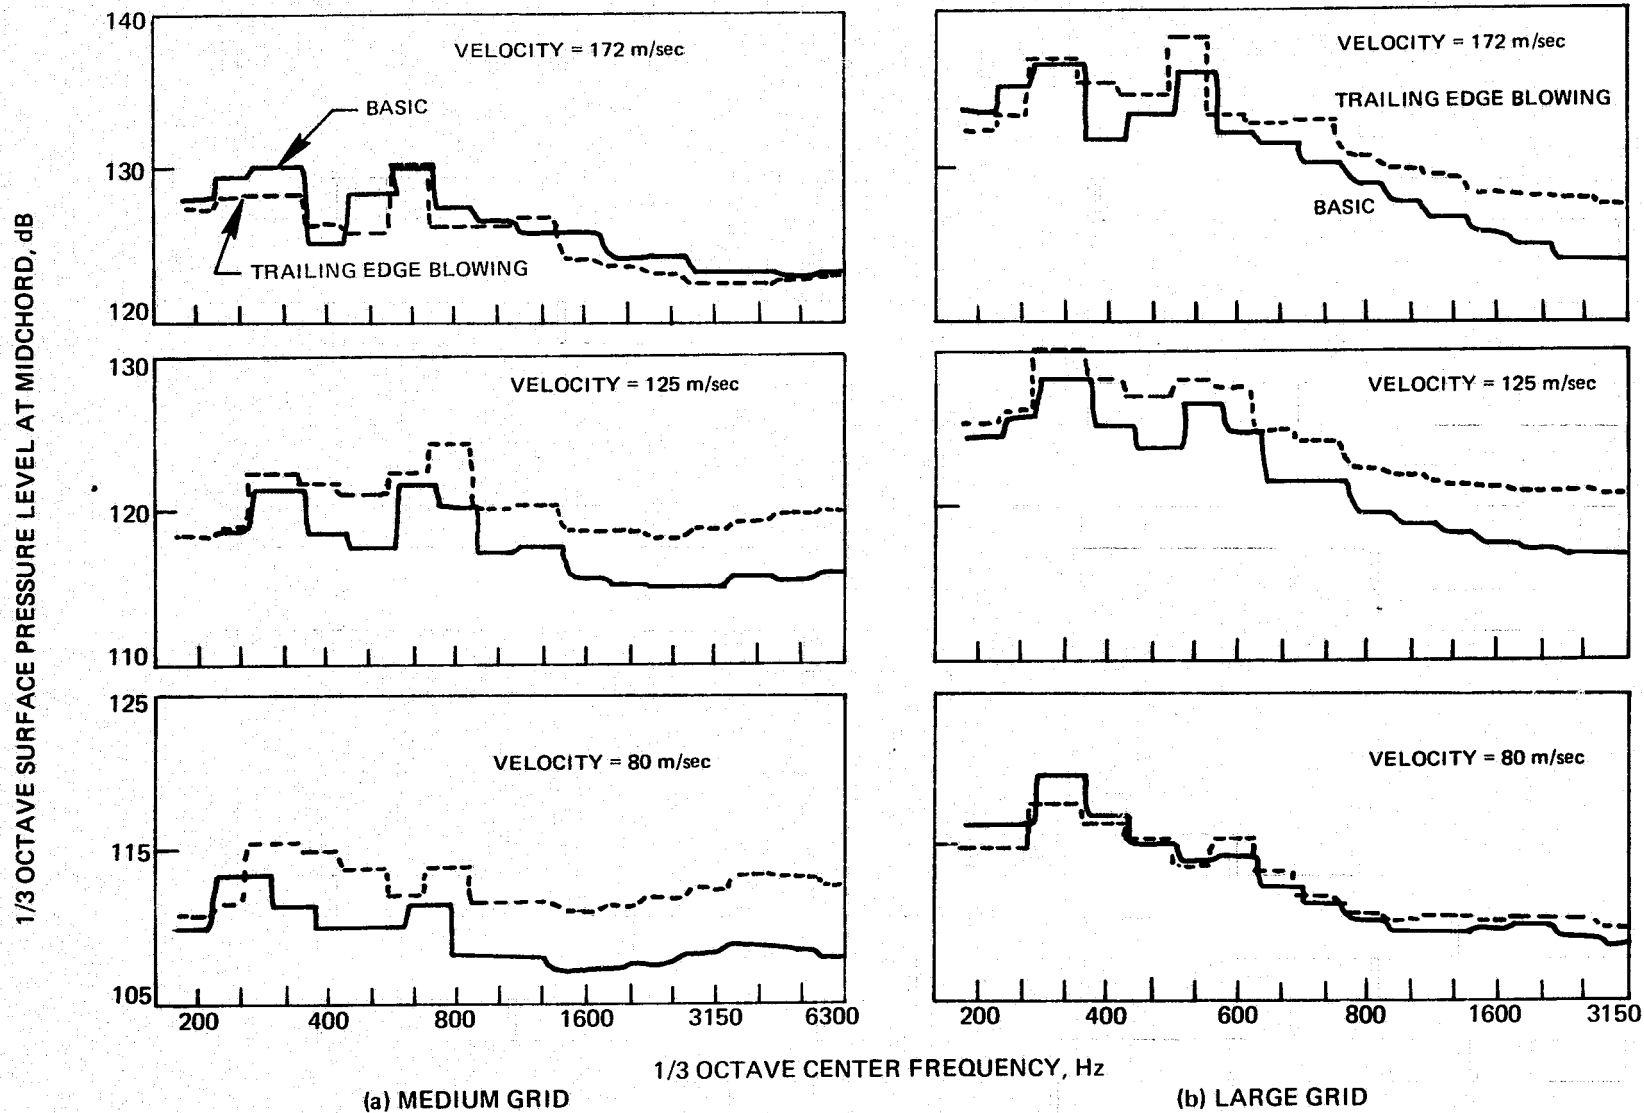 1/3 OCTAVE SURFACE PRESSURE LEVEL AT MIDCHORD, dB
140
130
120
VELOCITY = 172 m/sec
BASIC
TRAILING EDGE BLOWING
130
120
110
VELOCITY = 125 m/sec
125
115
105
VELOCITY = 80 m/sec
200 400 800 1600 3150 6300
VELOCITY = 172 m/sec
TRAILING EDGE BLOWING
BASIC
VELOCITY = 125 m/sec
VELOCITY = 80 m/sec
200 400 600 800 1600 3150
1/3 OCTAVE CENTER FREQUENCY, Hz
(a) MEDIUM GRID
(b) LARGE GRID